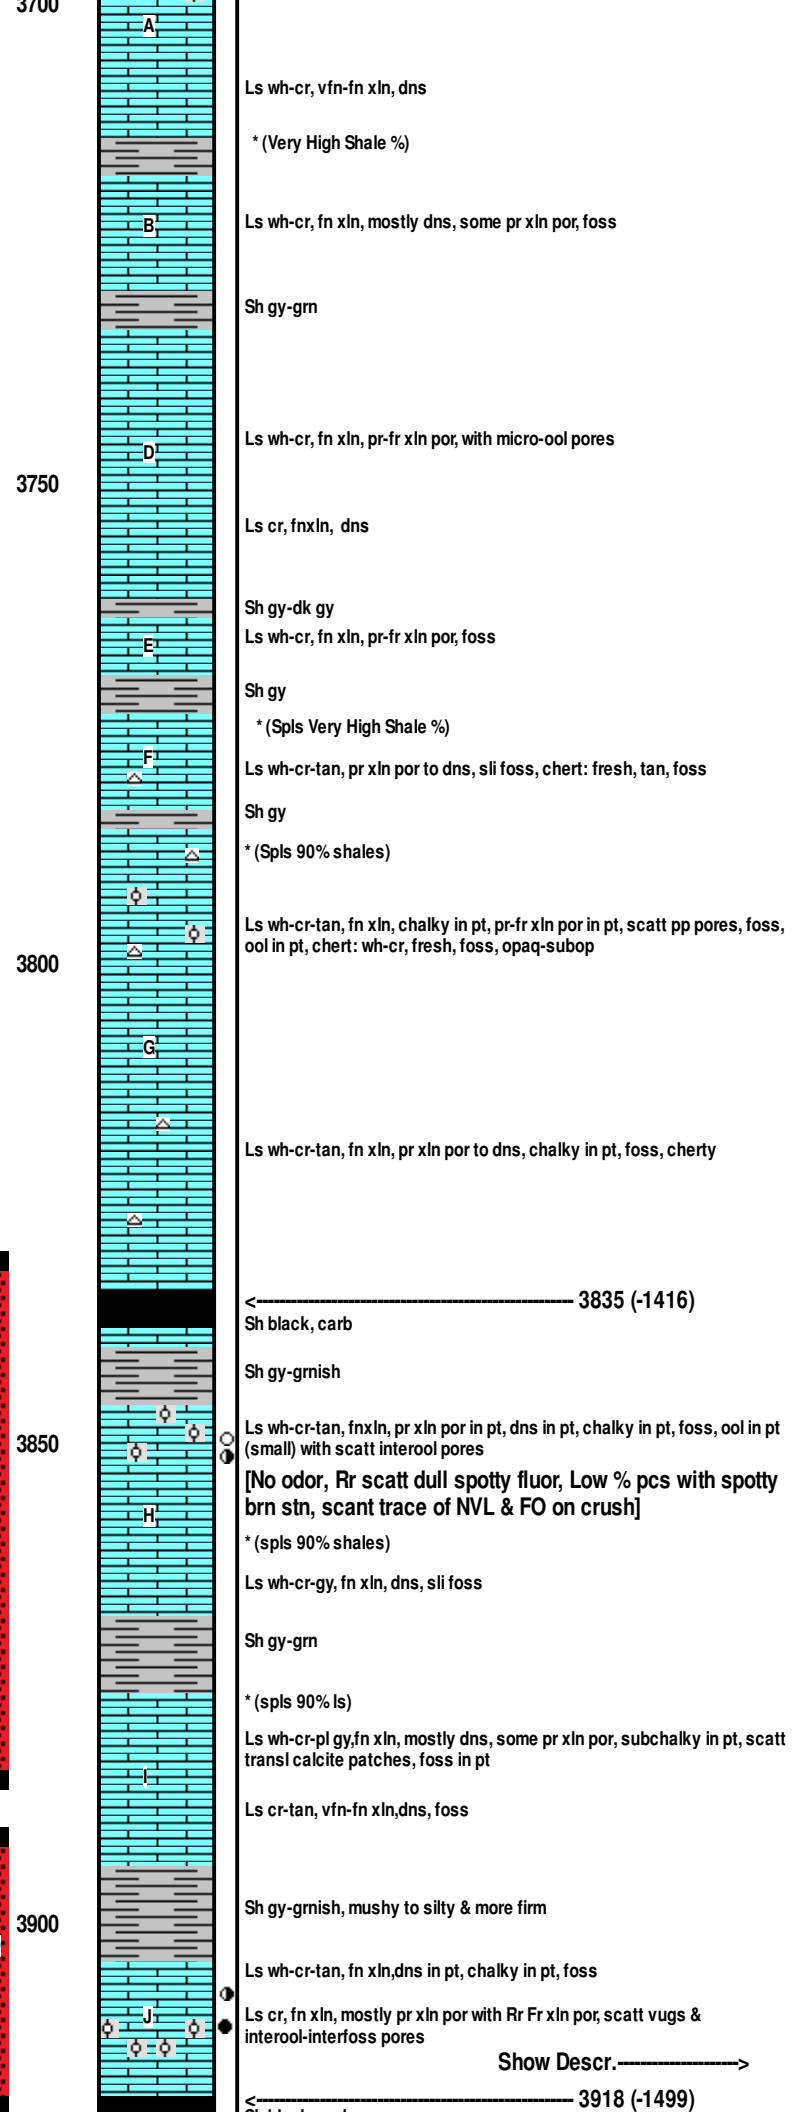 3700
A
Ls wh-cr, vfn-fn xln, dns
* (Very High Shale %)
B
Ls wh-cr, fn xln, mostly dns, some pr xln por, foss
Sh gy-grn
D
Ls wh-cr, fn xln, pr-fr xln por, with micro-ool pores
3750
Ls cr, fnxln, dns
Sh gy-dk gy
E
Ls wh-cr, fn xln, pr-fr xln por, foss
Sh gy
* (Spls Very High Shale %)
F
Ls wh-cr-tan, pr xln por to dns, sli foss, chert: fresh, tan, foss
Sh gy
* (Spls 90% shales)
Ls wh-cr-tan, fn xln, chalky in pt, pr-fr xln por in pt, scatt pp pores, foss,
ool in pt, chert: wh-cr, fresh, foss, opaq-subop
3800
G
Ls wh-cr-tan, fn xln, pr xln por to dns, chalky in pt, foss, cherty
<------------------------------------------------------- 3835 (-1416)
Sh black, carb
Sh gy-grnish
Ls wh-cr-tan, fnxln, pr xln por in pt, dns in pt, chalky in pt, foss, ool in pt
3850
(small) with scatt interool pores
[No odor, Rr scatt dull spotty fluor, Low % pcs with spotty
brn stn, scant trace of NVL & FO on crush]
H
* (spls 90% shales)
Ls wh-cr-gy, fn xln, dns, sli foss
Sh gy-grn
* (spls 90% ls)
Ls wh-cr-pl gy,fn xln, mostly dns, some pr xln por, subchalky in pt, scatt
transl calcite patches, foss in pt
I
Ls cr-tan, vfn-fn xln,dns, foss
Sh gy-grnish, mushy to silty & more firm
3900
Ls wh-cr-tan, fn xln,dns in pt, chalky in pt, foss
J
Ls cr, fn xln, mostly pr xln por with Rr Fr xln por, scatt vugs &
interool-interfoss pores
Show Descr.--------------------->
<------------------------------------------------------- 3918 (-1499)